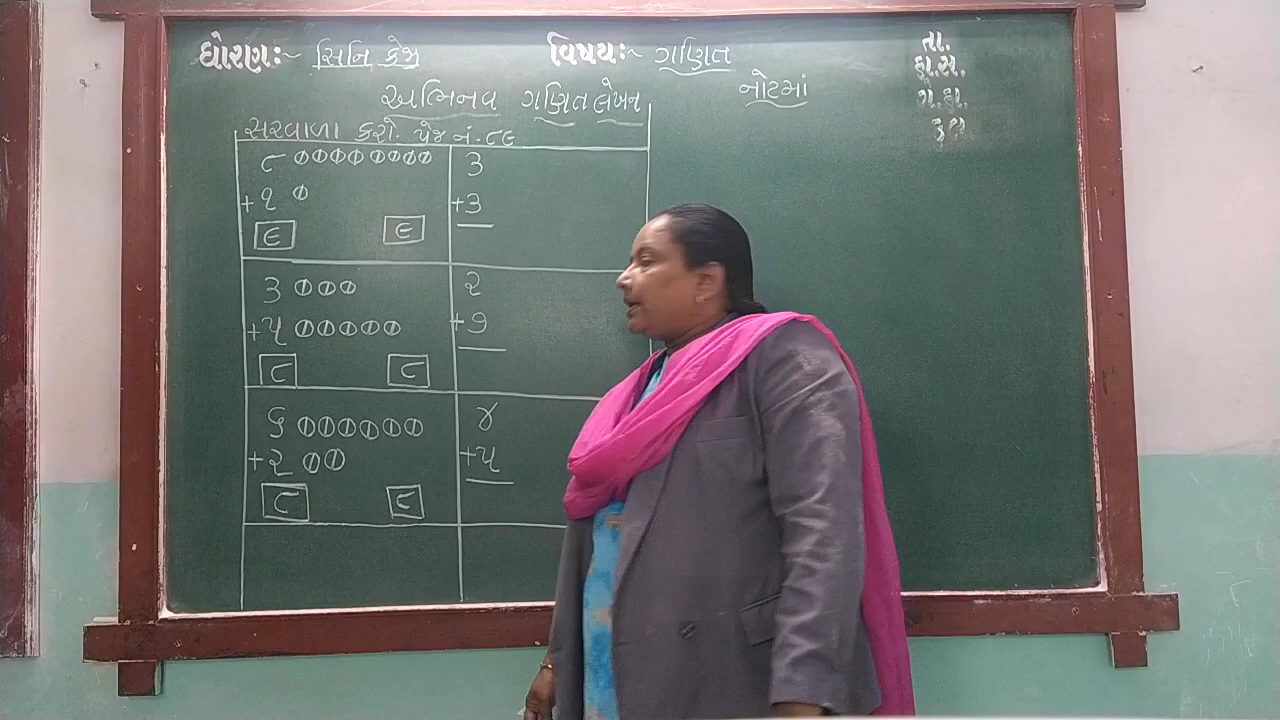 ધોરણઃ~ સિનિ કેજી વિષયઃ~ ગણિત
નોટમાં
અભિનવ ગણિત લેખન
સરવાળા કરો. પેજ નં.૮૯
૮
+૧
૯ ૯
૩
+૫
૮ ૮
૬
+૨
૮ ૮
૩
+૩
૨
+૭
૪
+૫
તા.
કા.સં.
ગે.હા.
કુલ